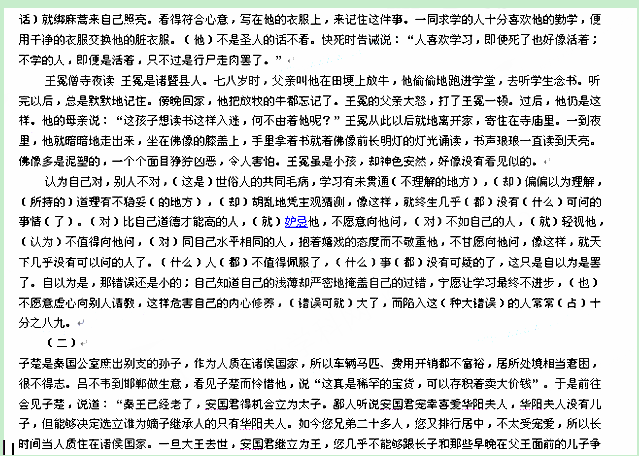 话）就绑麻蒿来自己照亮。看得符合心意，写在他的衣服上，来记住这件事。一同求学的人十分喜欢他的勤学，便
用干净的衣服交换他的脏衣服。（他）不是圣人的话不看。快死时告诫说：“人喜欢学习，即使死了也好像活着；
不学的人，即便是活着，只不过是行尸走肉罢了。”
王冕僧寺夜读 王冕是诸暨县人。七八岁时，父亲叫他在田埂上放牛，他偷偷地跑进学堂，去听学生念书。听
完以后，总是默默地记住。傍晚回家，他把放牧的牛都忘记了。王冕的父亲大怒，打了王冕一顿。过后，他仍是这
样。他的母亲说：“这孩子想读书这样入迷，何不由着他呢？”王冕从此以后就地离开家，寄住在寺庙里。一到夜
里，他就暗暗地走出来，坐在佛像的膝盖上，手里拿着书就着佛像前长明灯的灯光诵读，书声琅琅一直读到天亮。
佛像多是泥塑的，一个个面目狰狞凶恶，令人害怕。王冕虽是小孩，却神色安然，好像没有看见似的。
认为自己对，别人不对，（这是）世俗人的共同毛病，学习有未贯通（不理解的地方），（却）偏偏以为理解，
（所持的）道理有不稳妥（的地方），（却）胡乱地凭主观猜测，像这样，就终生几乎（都）没有（什么）可问的
事情（了）。（对）比自己道德才能高的人，（就）妒忌他，不愿意向他问，（对）不如自己的人，（就）轻视他，
（认为）不值得向他问，（对）同自己水平相同的人，抱着嬉戏的态度而不敬重他，不甘愿向他问，像这样，就天
下几乎没有可以问的人了。（什么）人（都）不值得佩服了，（什么）事（都）没有可疑的了，这只是自以为是罢
了。自以为是，那错误还是小的；自己知道自己的浅薄却严密地掩盖自己的过错，宁愿让学习最终不进步，（也）
不愿意虚心向别人请教，这样危害自己的内心修养，（错误可就）大了，而陷入这（种大错误）的人常常（占）十
分之八九。
（二）
子楚是秦国公室庶出别支的孙子，作为人质在诸侯国家，所以车辆马匹、费用开销都不富裕，居所处境相当窘困，
很不得志。吕不韦到邯郸做生意，看见子楚而怜惜他，说“这真是稀罕的宝货，可以存积着卖大价钱”。于是前往
会见子楚，说道：“秦王已经老了，安国君得机会立为太子。鄙人听说安国君宠幸喜爱华阳夫人，华阳夫人没有儿
子，但能够决定选立谁为嫡子继承人的只有华阳夫人。如今您兄弟二十多人，您又排行居中，不太受宠爱，所以长
时间当人质住在诸侯国家。一旦大王去世，安国君继立为王，您几乎不能够跟长子和那些早晚在父王面前的儿子争